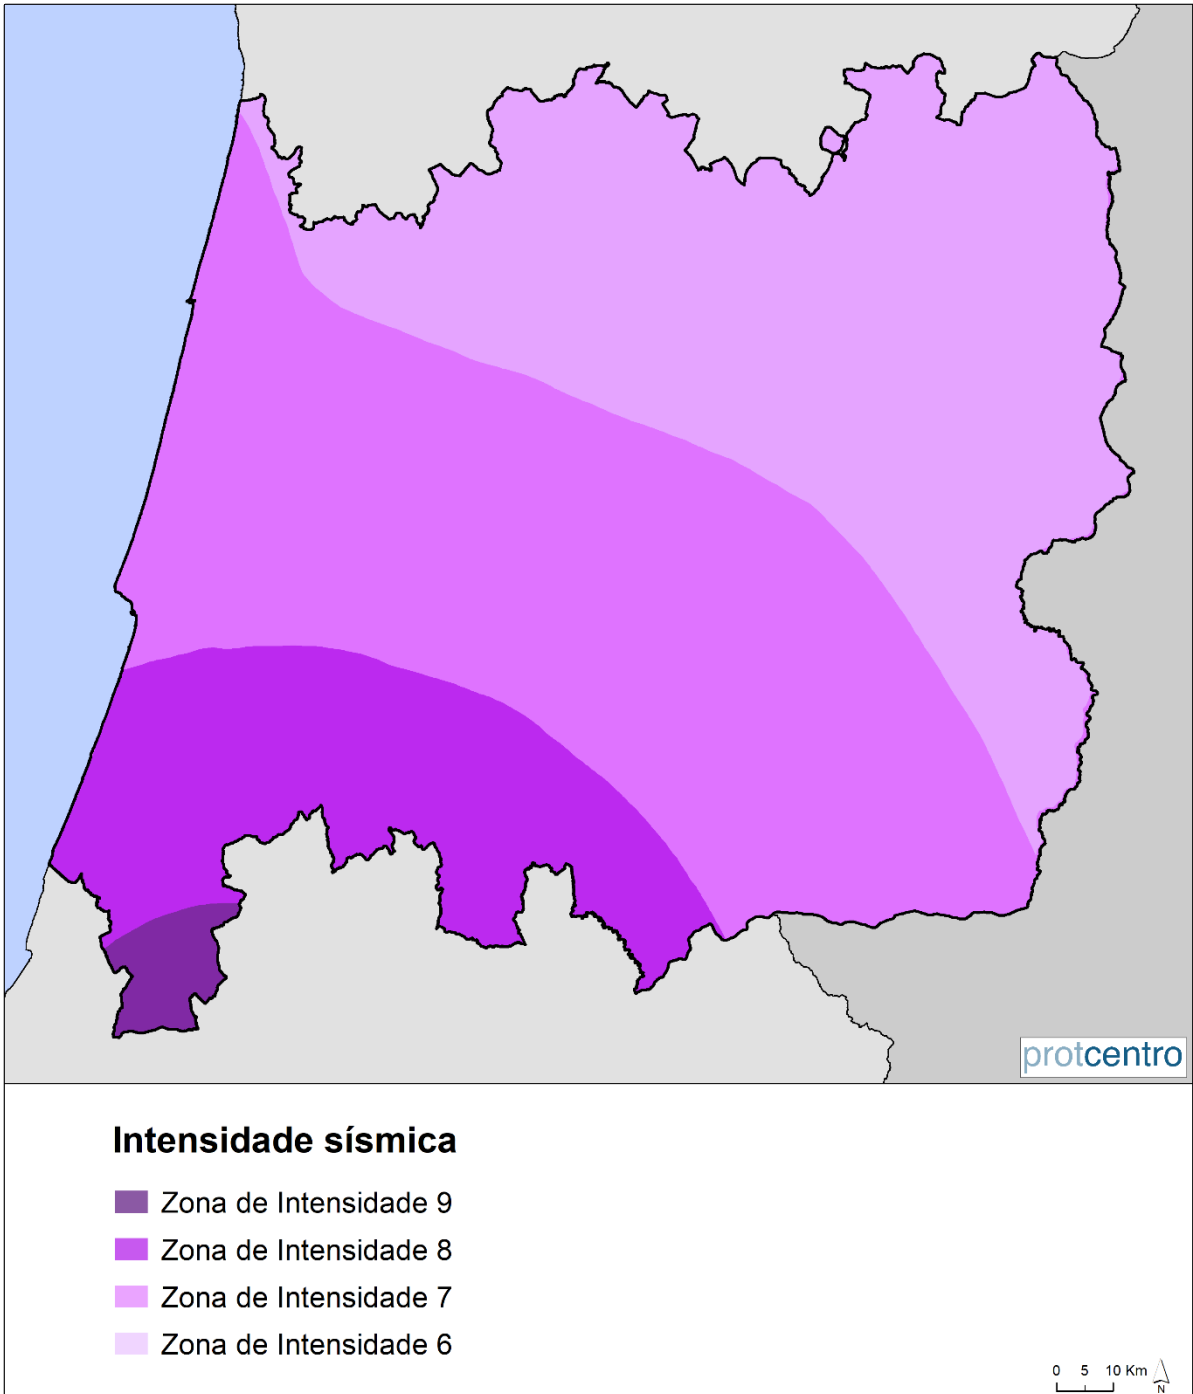 protcentro
Intensidade sísmica
Zona de Intensidade 9
Zona de Intensidade 8
Zona de Intensidade 7
Zona de Intensidade 6
0 5 10 Km
N